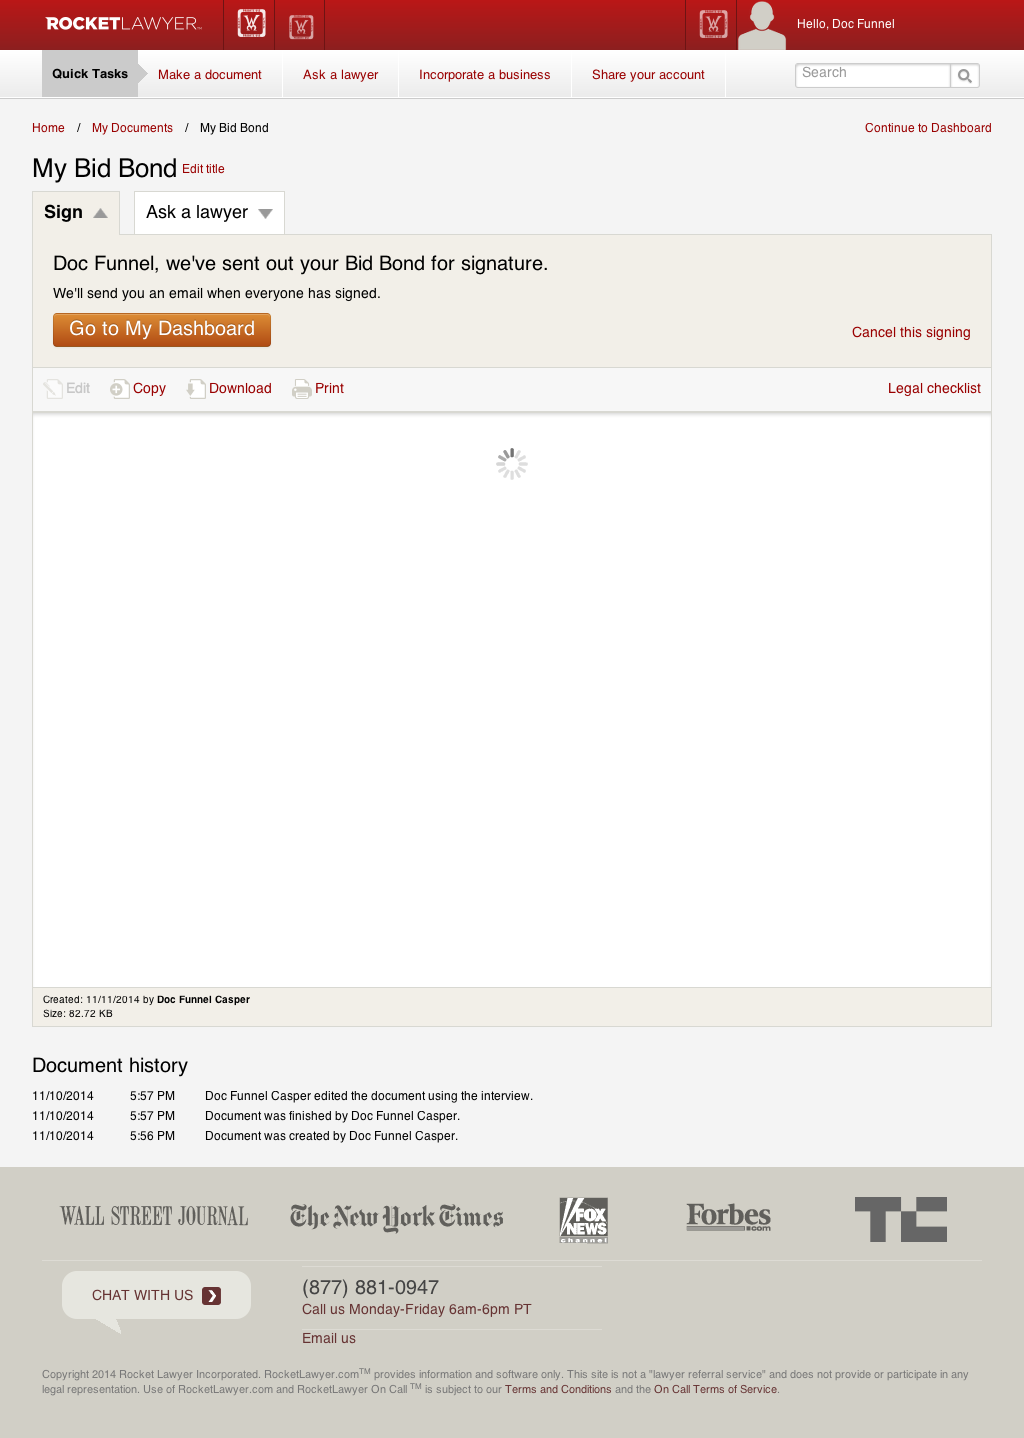 ROCKETLAWYER
Hello, Doc Funnel
Quick Tasks
Make a document
Ask a lawyer
Incorporate a business
Share your account
Search
Home / My Documents / My Bid Bond
Continue to Dashboard
My Bid Bond Edit title
Sign
Ask a lawyer
Doc Funnel, we've sent out your Bid Bond for signature.
We'll send you an email when everyone has signed.
Go to My Dashboard
Cancel this signing
Edit Copy Download Print
Legal checklist
Created: 11/11/2014 by Doc Funnel Casper
Size: 82.72 KB
Document history
11/10/2014 5:57 PM Doc Funnel Casper edited the document using the interview.
11/10/2014 5:57 PM Document was finished by Doc Funnel Casper.
11/10/2014 5:56 PM Document was created by Doc Funnel Casper.
WALL STREET JOURNAL
The New York Times
FOX
NEWS
channel
Forbes
.com
TC
CHAT WITH US
(877) 881-0947
Call us Monday-Friday 6am-6pm PT
Email us
Copyright 2014 Rocket Lawyer Incorporated. RocketLawyer.com™ provides information and software only. This site is not a "lawyer referral service" and does not provide or participate in any
legal representation. Use of RocketLawyer.com and RocketLawyer On Call ™ is subject to our Terms and Conditions and the On Call Terms of Service.